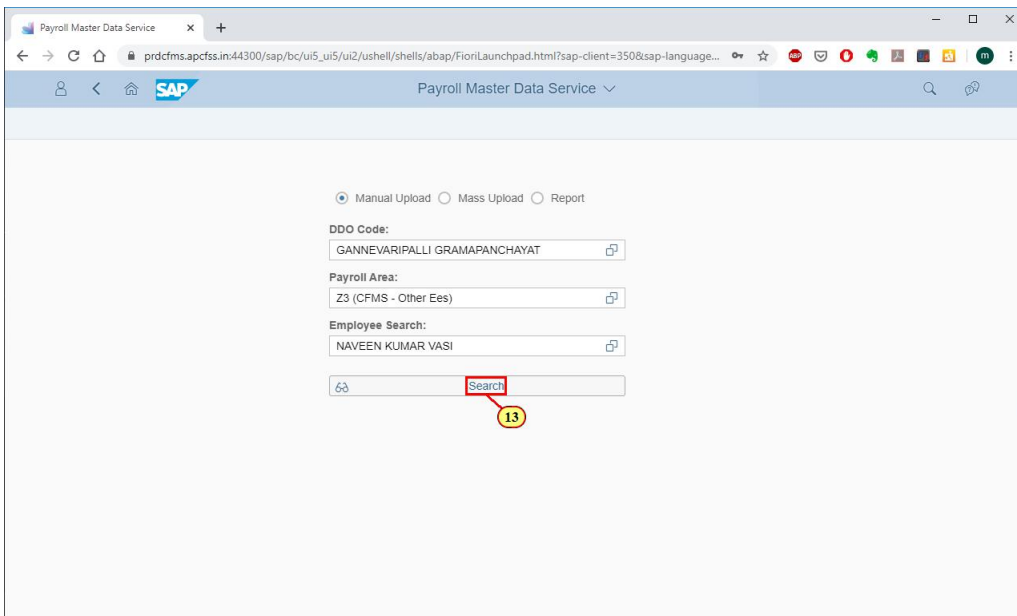 Payroll Master Data Service
prdcfms.apcfss.in:44300/sap/bc/ui5_ui5/ui2/ushell/shells/abap/FioriLaunchpad.html?sap-client=350&sap-language...
ABP
m
SAP
Payroll Master Data Service
Manual Upload Mass Upload Report
DDO Code:
GANNEVARIPALLI GRAMAPANCHAYAT
Payroll Area:
Z3 (CFMS - Other Ees)
Employee Search:
NAVEEN KUMAR VASI
Search
13